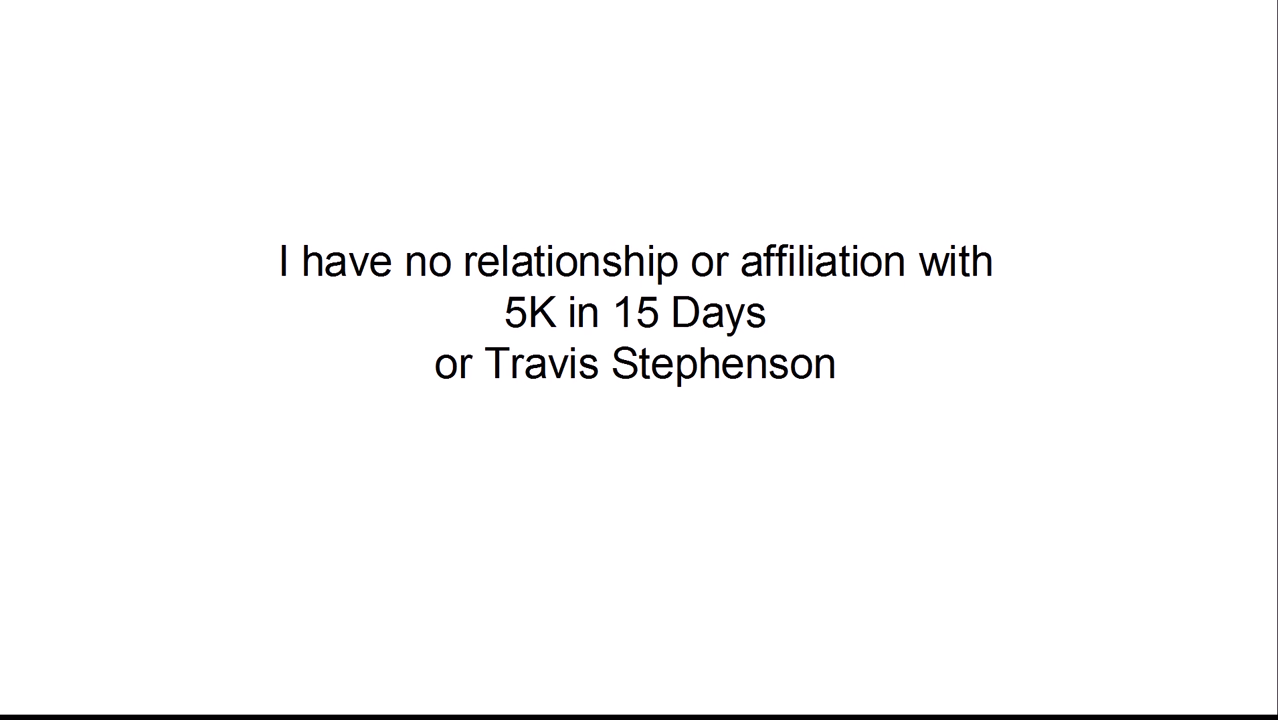 I have no relationship or affiliation with
5K in 15 Days
or Travis Stephenson